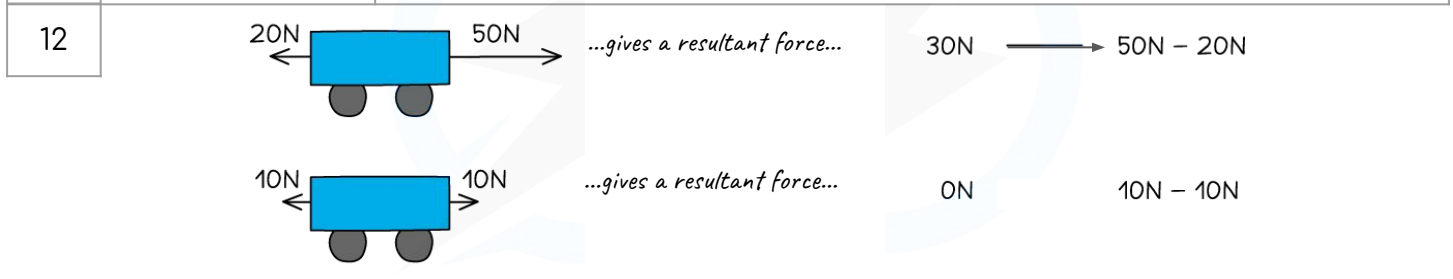 12
20N 50N ...gives a resultant force... 30N 50N – 20N
10N 10N ...gives a resultant force... 0N 10N – 10N